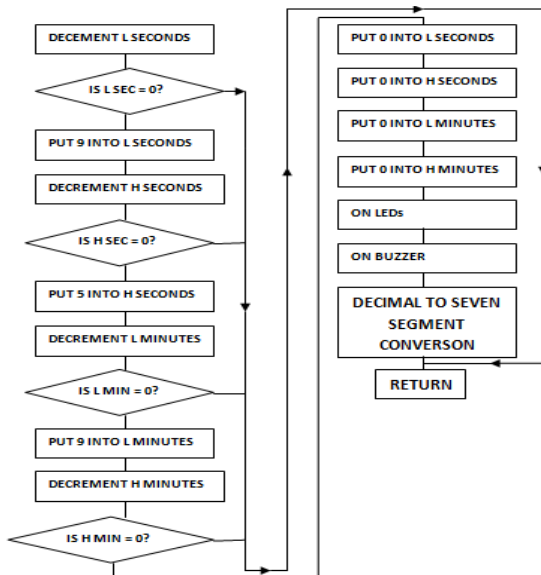 DECEMENT L SECONDS
IS L SEC = 0?
PUT 9 INTO L SECONDS
DECREMENT H SECONDS
IS H SEC = 0?
PUT 5 INTO H SECONDS
DECREMENT L MINUTES
IS L MIN = 0?
PUT 9 INTO L MINUTES
DECREMENT H MINUTES
IS H MIN = 0?
PUT 0 INTO L SECONDS
PUT 0 INTO H SECONDS
PUT 0 INTO L MINUTES
PUT 0 INTO H MINUTES
ON LEDs
ON BUZZER
DECIMAL TO SEVEN
SEGMENT
CONVERSON
RETURN